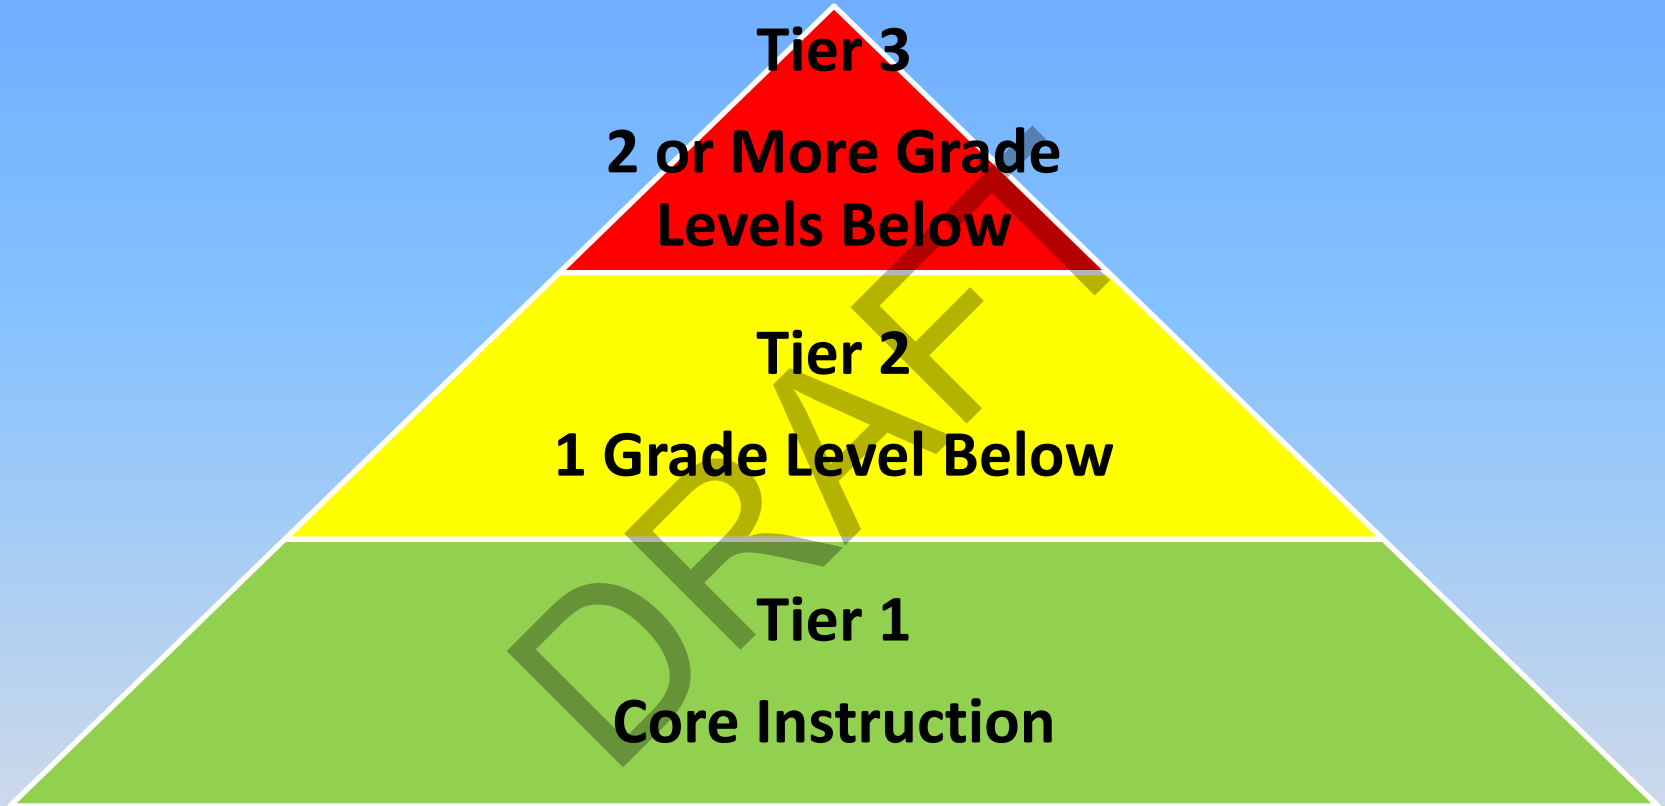 Tier 3
2 or More Grade
Levels Below
Tier 2
1 Grade Level Below
Tier 1
Core Instruction
DRAFT